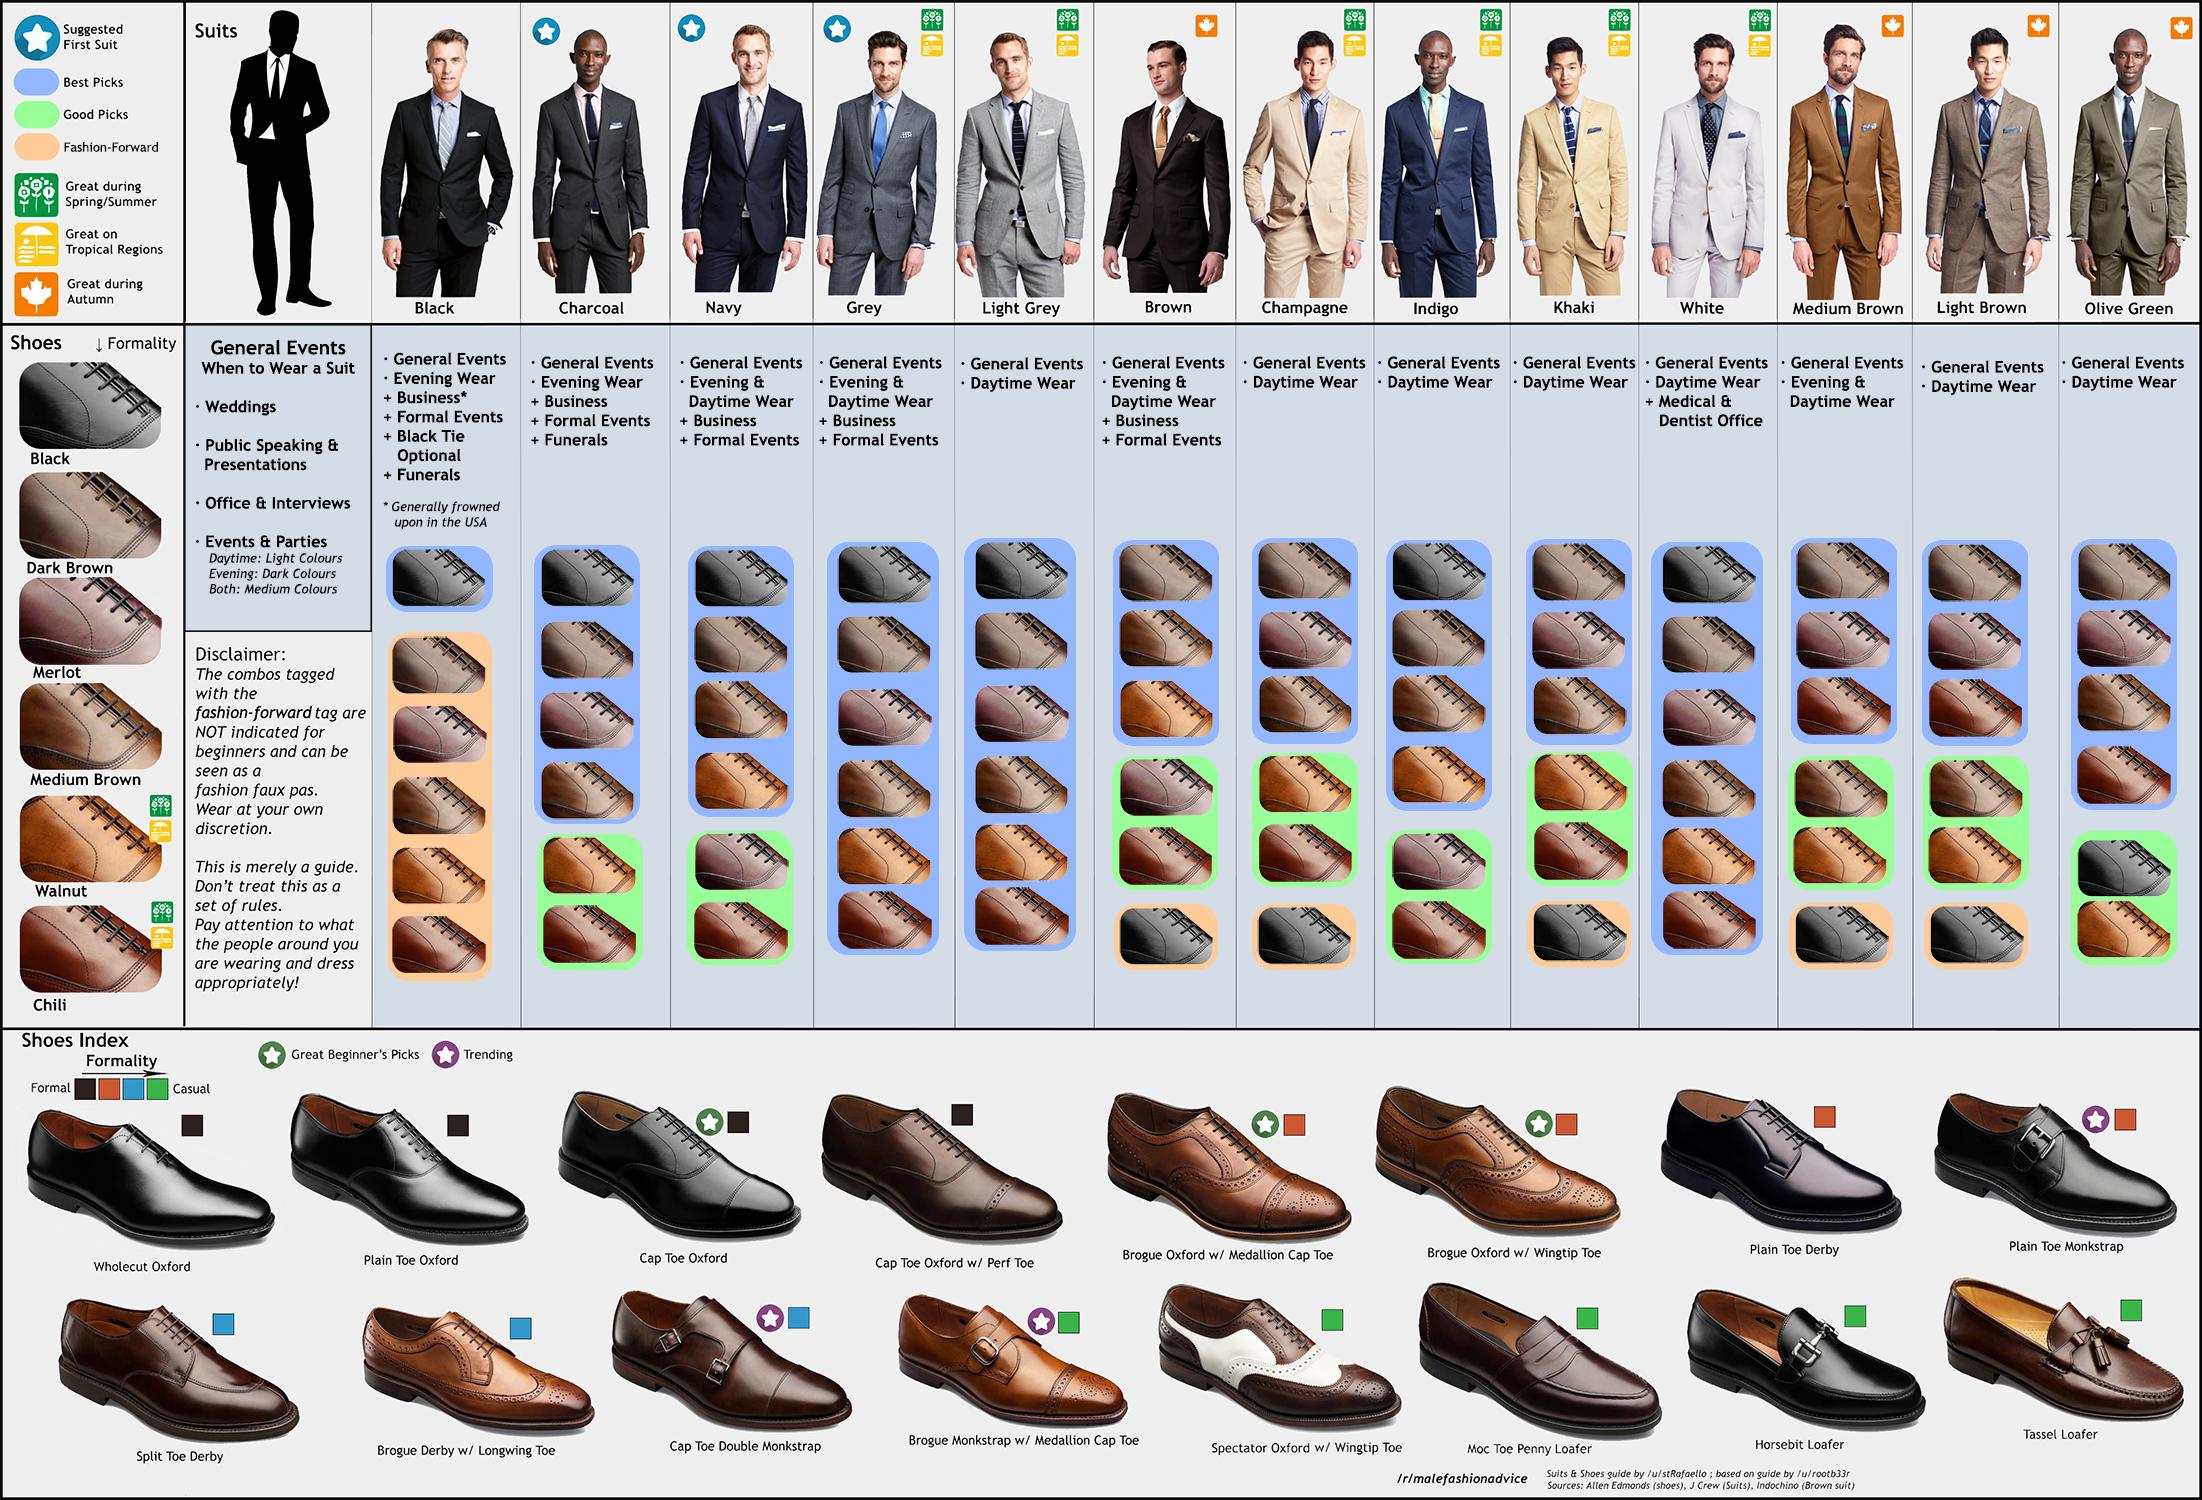 Suggested
First Suit
Best Picks
Good Picks
Fashion-Forward
Great during
Spring/Summer
Great on
Tropical Regions
Great during
Autumn
Suits
Black
Charcoal
Navy
Grey
Light Grey
Brown
Champagne
Indigo
Khaki
White
Medium Brown
Light Brown
Olive Green
Shoes
↓ Formality
Black
Dark Brown
Merlot
Medium Brown
Walnut
Chili
General Events
When to Wear a Suit
· Weddings
· Public Speaking &
Presentations
· Office & Interviews
· Events & Parties
Daytime: Light Colours
Evening: Dark Colours
Both: Medium Colours
Disclaimer:
The combos tagged
with the
fashion-forward tag are
NOT indicated for
beginners and can be
seen as a
fashion faux pas.
Wear at your own
discretion.
This is merely a guide.
Don't treat this as a
set of rules.
Pay attention to what
the people around you
are wearing and dress
appropriately!
· General Events
· Evening Wear
+ Business*
+ Formal Events
+ Black Tie
Optional
+ Funerals
* Generally frowned
upon in the USA
· General Events
· Evening Wear
+ Business
+ Formal Events
+ Funerals
· General Events
· Evening &
Daytime Wear
+ Business
+ Formal Events
· General Events
· Evening &
Daytime Wear
+ Business
+ Formal Events
· General Events
· Daytime Wear
· General Events
· Evening &
Daytime Wear
+ Business
+ Formal Events
· General Events
· Daytime Wear
· General Events
· Daytime Wear
· General Events
· Daytime Wear
· General Events
· Daytime Wear
+ Medical &
Dentist Office
· General Events
· Evening &
Daytime Wear
· General Events
· Daytime Wear
· General Events
· Daytime Wear
Shoes Index
Formality
Formal
Casual
Great Beginner's Picks
Trending
Wholecut Oxford
Plain Toe Oxford
Cap Toe Oxford
Cap Toe Oxford w/ Perf Toe
Brogue Oxford w/ Medallion Cap Toe
Brogue Oxford w/ Wingtip Toe
Plain Toe Derby
Plain Toe Monkstrap
Split Toe Derby
Brogue Derby w/ Longwing Toe
Cap Toe Double Monkstrap
Brogue Monkstrap w/ Medallion Cap Toe
Spectator Oxford w/ Wingtip Toe
Moc Toe Penny Loafer
Horsebit Loafer
Tassel Loafer
/r/malefashionadvice
Suits & Shoes guide by /u/stRafaello ; based on guide by /u/rootb33r
Sources: Allen Edmonds (shoes), J Crew (Suits), Indochino (Brown suit)